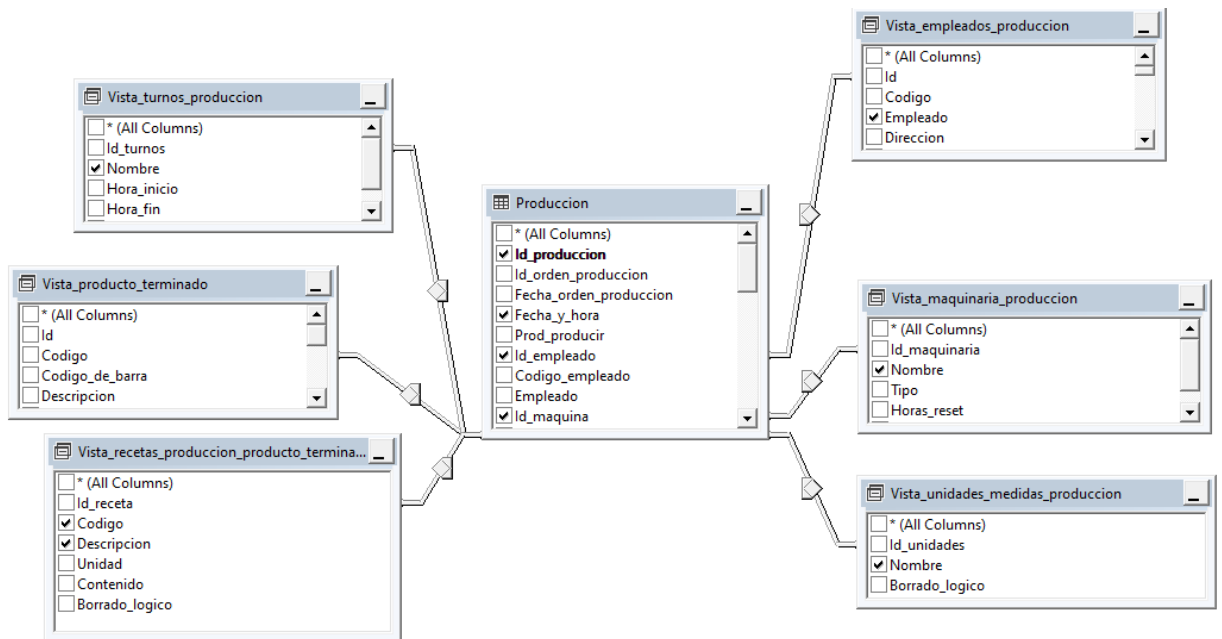 Vista_turnos_produccion
* (All Columns)
Id_turnos
Nombre
Hora_inicio
Hora_fin
Vista_producto_terminado
* (All Columns)
Id
Codigo
Codigo_de_barra
Descripcion
Vista_recetas_produccion_producto_termina...
* (All Columns)
Id_receta
Codigo
Descripcion
Unidad
Contenido
Borrado_logico
Produccion
* (All Columns)
Id_produccion
Id_orden_produccion
Fecha_orden_produccion
Fecha_y_hora
Prod_producir
Id_empleado
Codigo_empleado
Empleado
Id_maquina
Vista_empleados_produccion
* (All Columns)
Id
Codigo
Empleado
Direccion
Vista_maquinaria_produccion
* (All Columns)
Id_maquinaria
Nombre
Tipo
Horas_reset
Vista_unidades_medidas_produccion
* (All Columns)
Id_unidades
Nombre
Borrado_logico